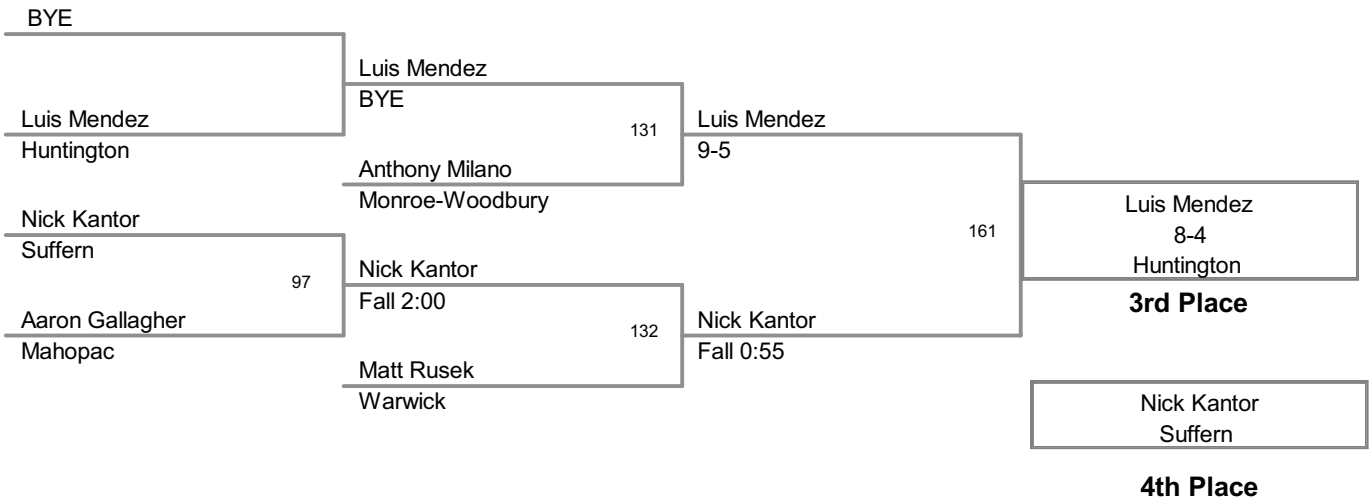 BYE
Luis Mendez
BYE
Luis Mendez
Huntington
131
Luis Mendez
9-5
Anthony Milano
Monroe-Woodbury
Luis Mendez
8-4
Huntington
3rd Place
161
Nick Kantor
Suffern
97
Nick Kantor
Fall 2:00
Aaron Gallagher
Mahopac
132
Nick Kantor
Fall 0:55
Matt Rusek
Warwick
Nick Kantor
Suffern
4th Place